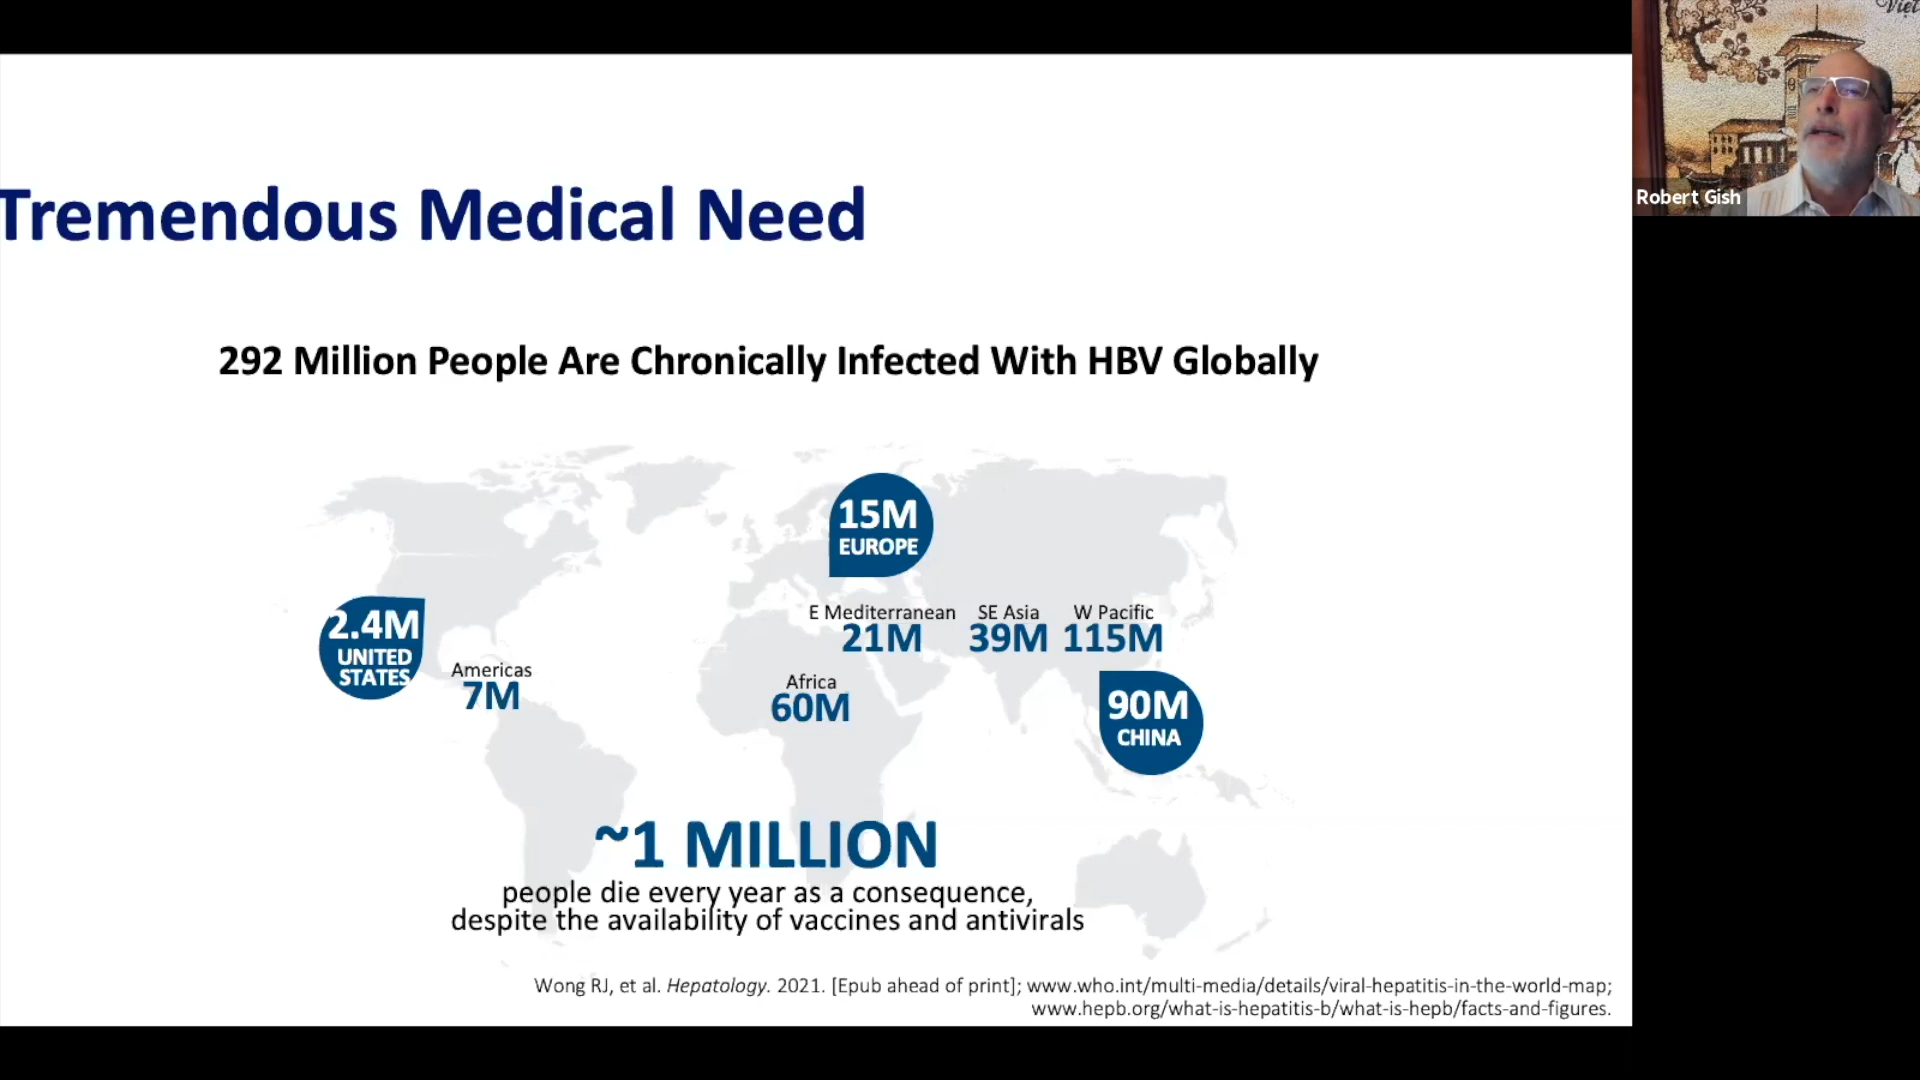 Việt
Robert Gish
Tremendous Medical Need
292 Million People Are Chronically Infected With HBV Globally
15M
EUROPE
2.4M
UNITED
STATES
Americas
7M
E Mediterranean
21M
SE Asia
39M
W Pacific
115M
Africa
60M
90M
CHINA
~1 MILLION
people die every year as a consequence,
despite the availability of vaccines and antivirals
Wong RJ, et al. Hepatology. 2021. [Epub ahead of print]; www.who.int/multi-media/details/viral-hepatitis-in-the-world-map;
www.hepb.org/what-is-hepatitis-b/what-is-hepb/facts-and-figures.